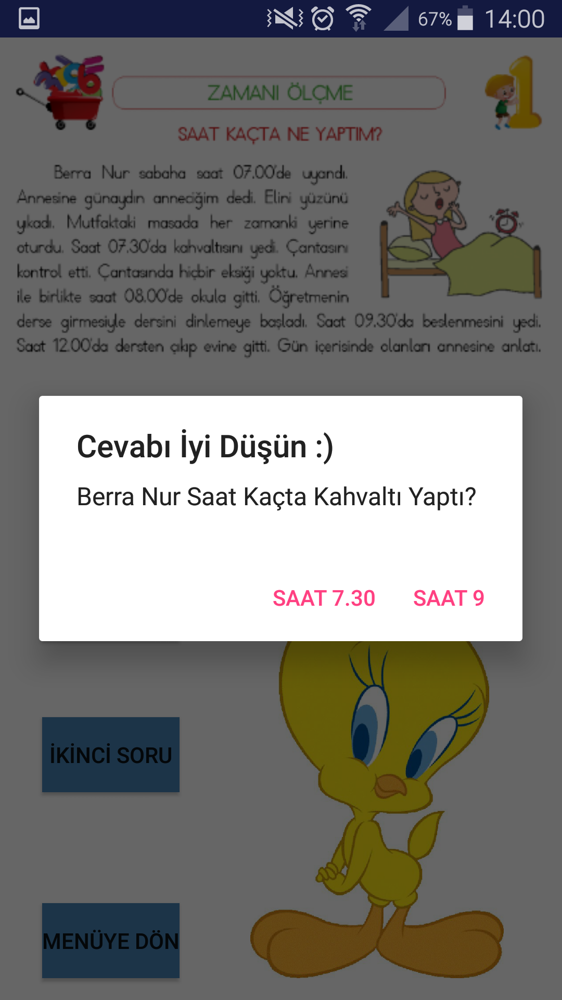 67% 14:00
ZAMANI ÖLÇME
SAAT KAÇTA NE YAPTIM?
Berra Nur sabaha saat 07.00'de uyandı.
Annesine günaydın anneciğim dedi. Elini yüzünü
yıkadı. Mutfaktaki masada her zamanki yerine
oturdu. Saat 07.30'da kahvaltısını yedi. Çantasını
kontrol etti. Çantasında hiçbir eksiği yoktu. Annesi
ile birlikte saat 08.00'de okula gitti. Öğretmenin
derse girmesiyle dersini dinlemeye başladı. Saat 09.30'da beslenmesini yedi.
Saat 12.00'da dersten çıkıp evine gitti. Gün içerisinde olanları annesine anlatı.
Cevabı İyi Düşün :)
Berra Nur Saat Kaçta Kahvaltı Yaptı?
SAAT 7.30 SAAT 9
İKİNCİ SORU
MENÜYE DÖN